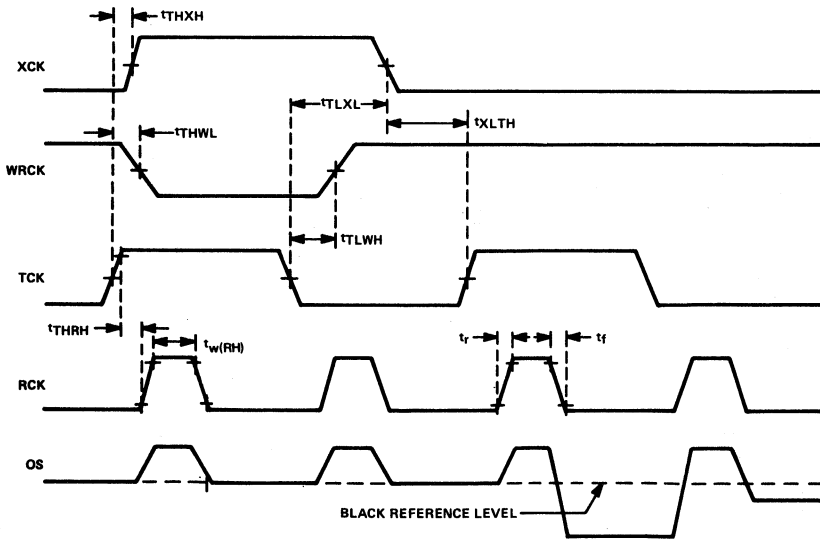 tTHXH
XCK
tTLXL
tXLTH
tTHWL
WRCK
tTLWH
TCK
tTHRH
tw(RH)
tr
tf
RCK
OS
BLACK REFERENCE LEVEL